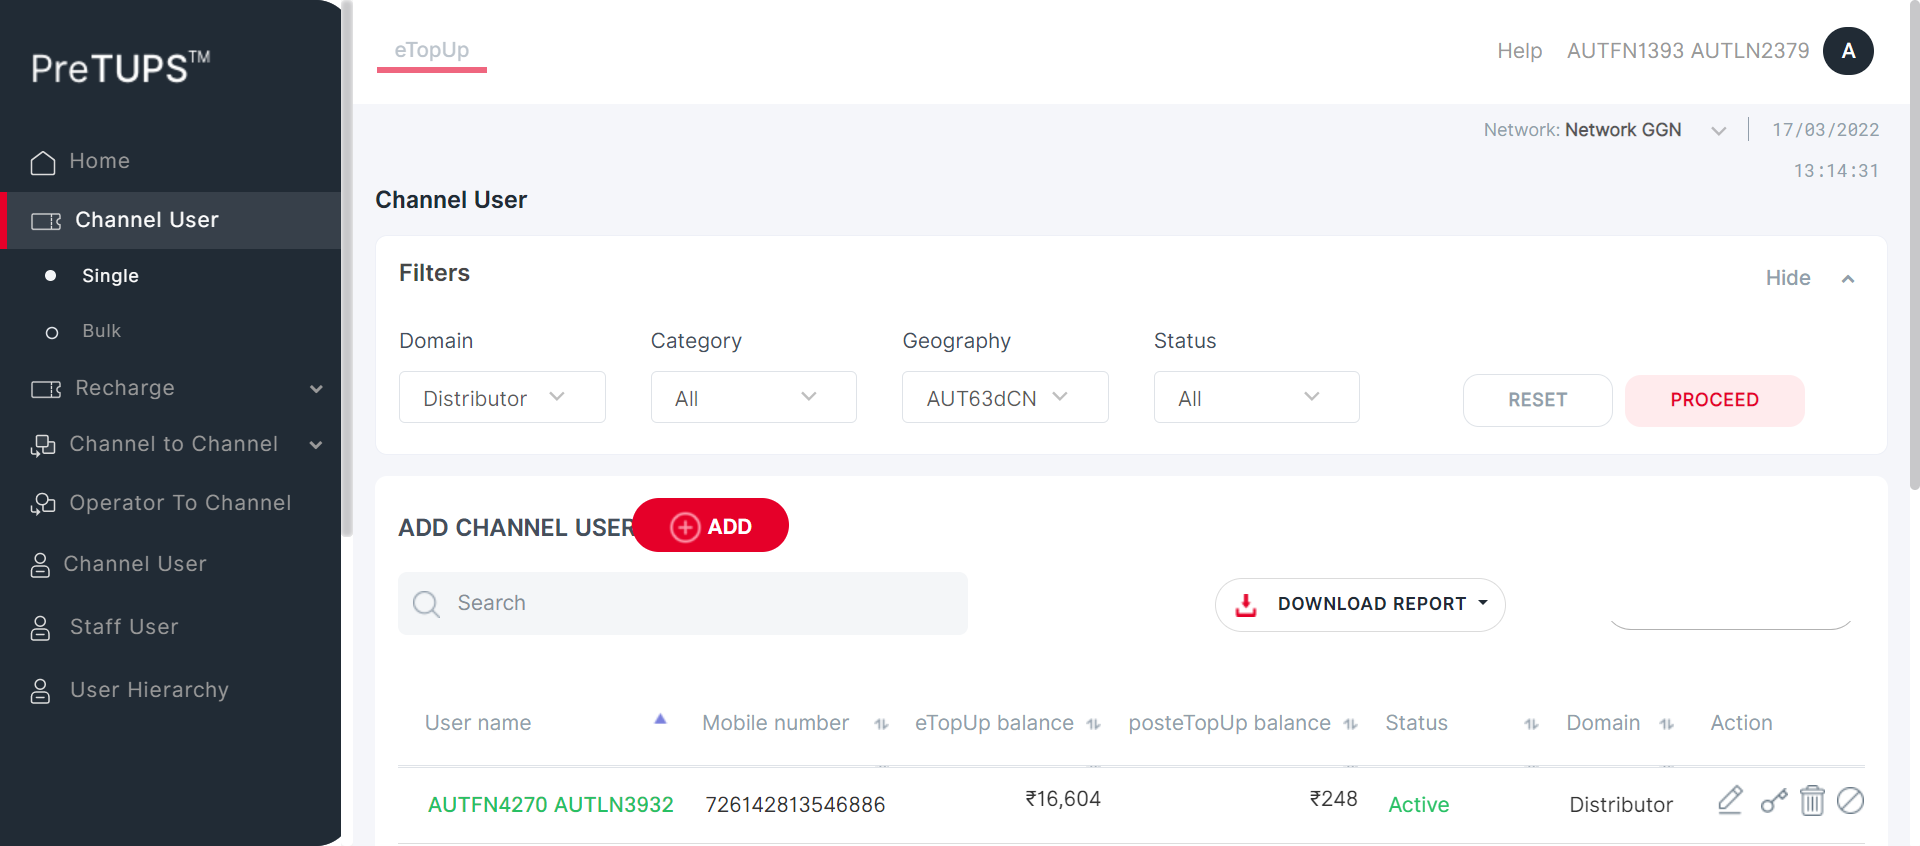 PreTUPS™
Home
Channel User
Single
Bulk
Recharge
Channel to Channel
Operator To Channel
Channel User
Staff User
User Hierarchy
eTopUp
Help AUTFN1393 AUTLN2379 A
Network: Network GGN 17/03/2022
13:14:31
Channel User
Filters
Hide
Domain Category Geography Status
Distributor All AUT63dCN All RESET PROCEED
ADD CHANNEL USER ADD
Search
DOWNLOAD REPORT
User name Mobile number eTopUp balance posteTopUp balance Status Domain Action
AUTFN4270 AUTLN3932 726142813546886 ₹16,604 ₹248 Active Distributor